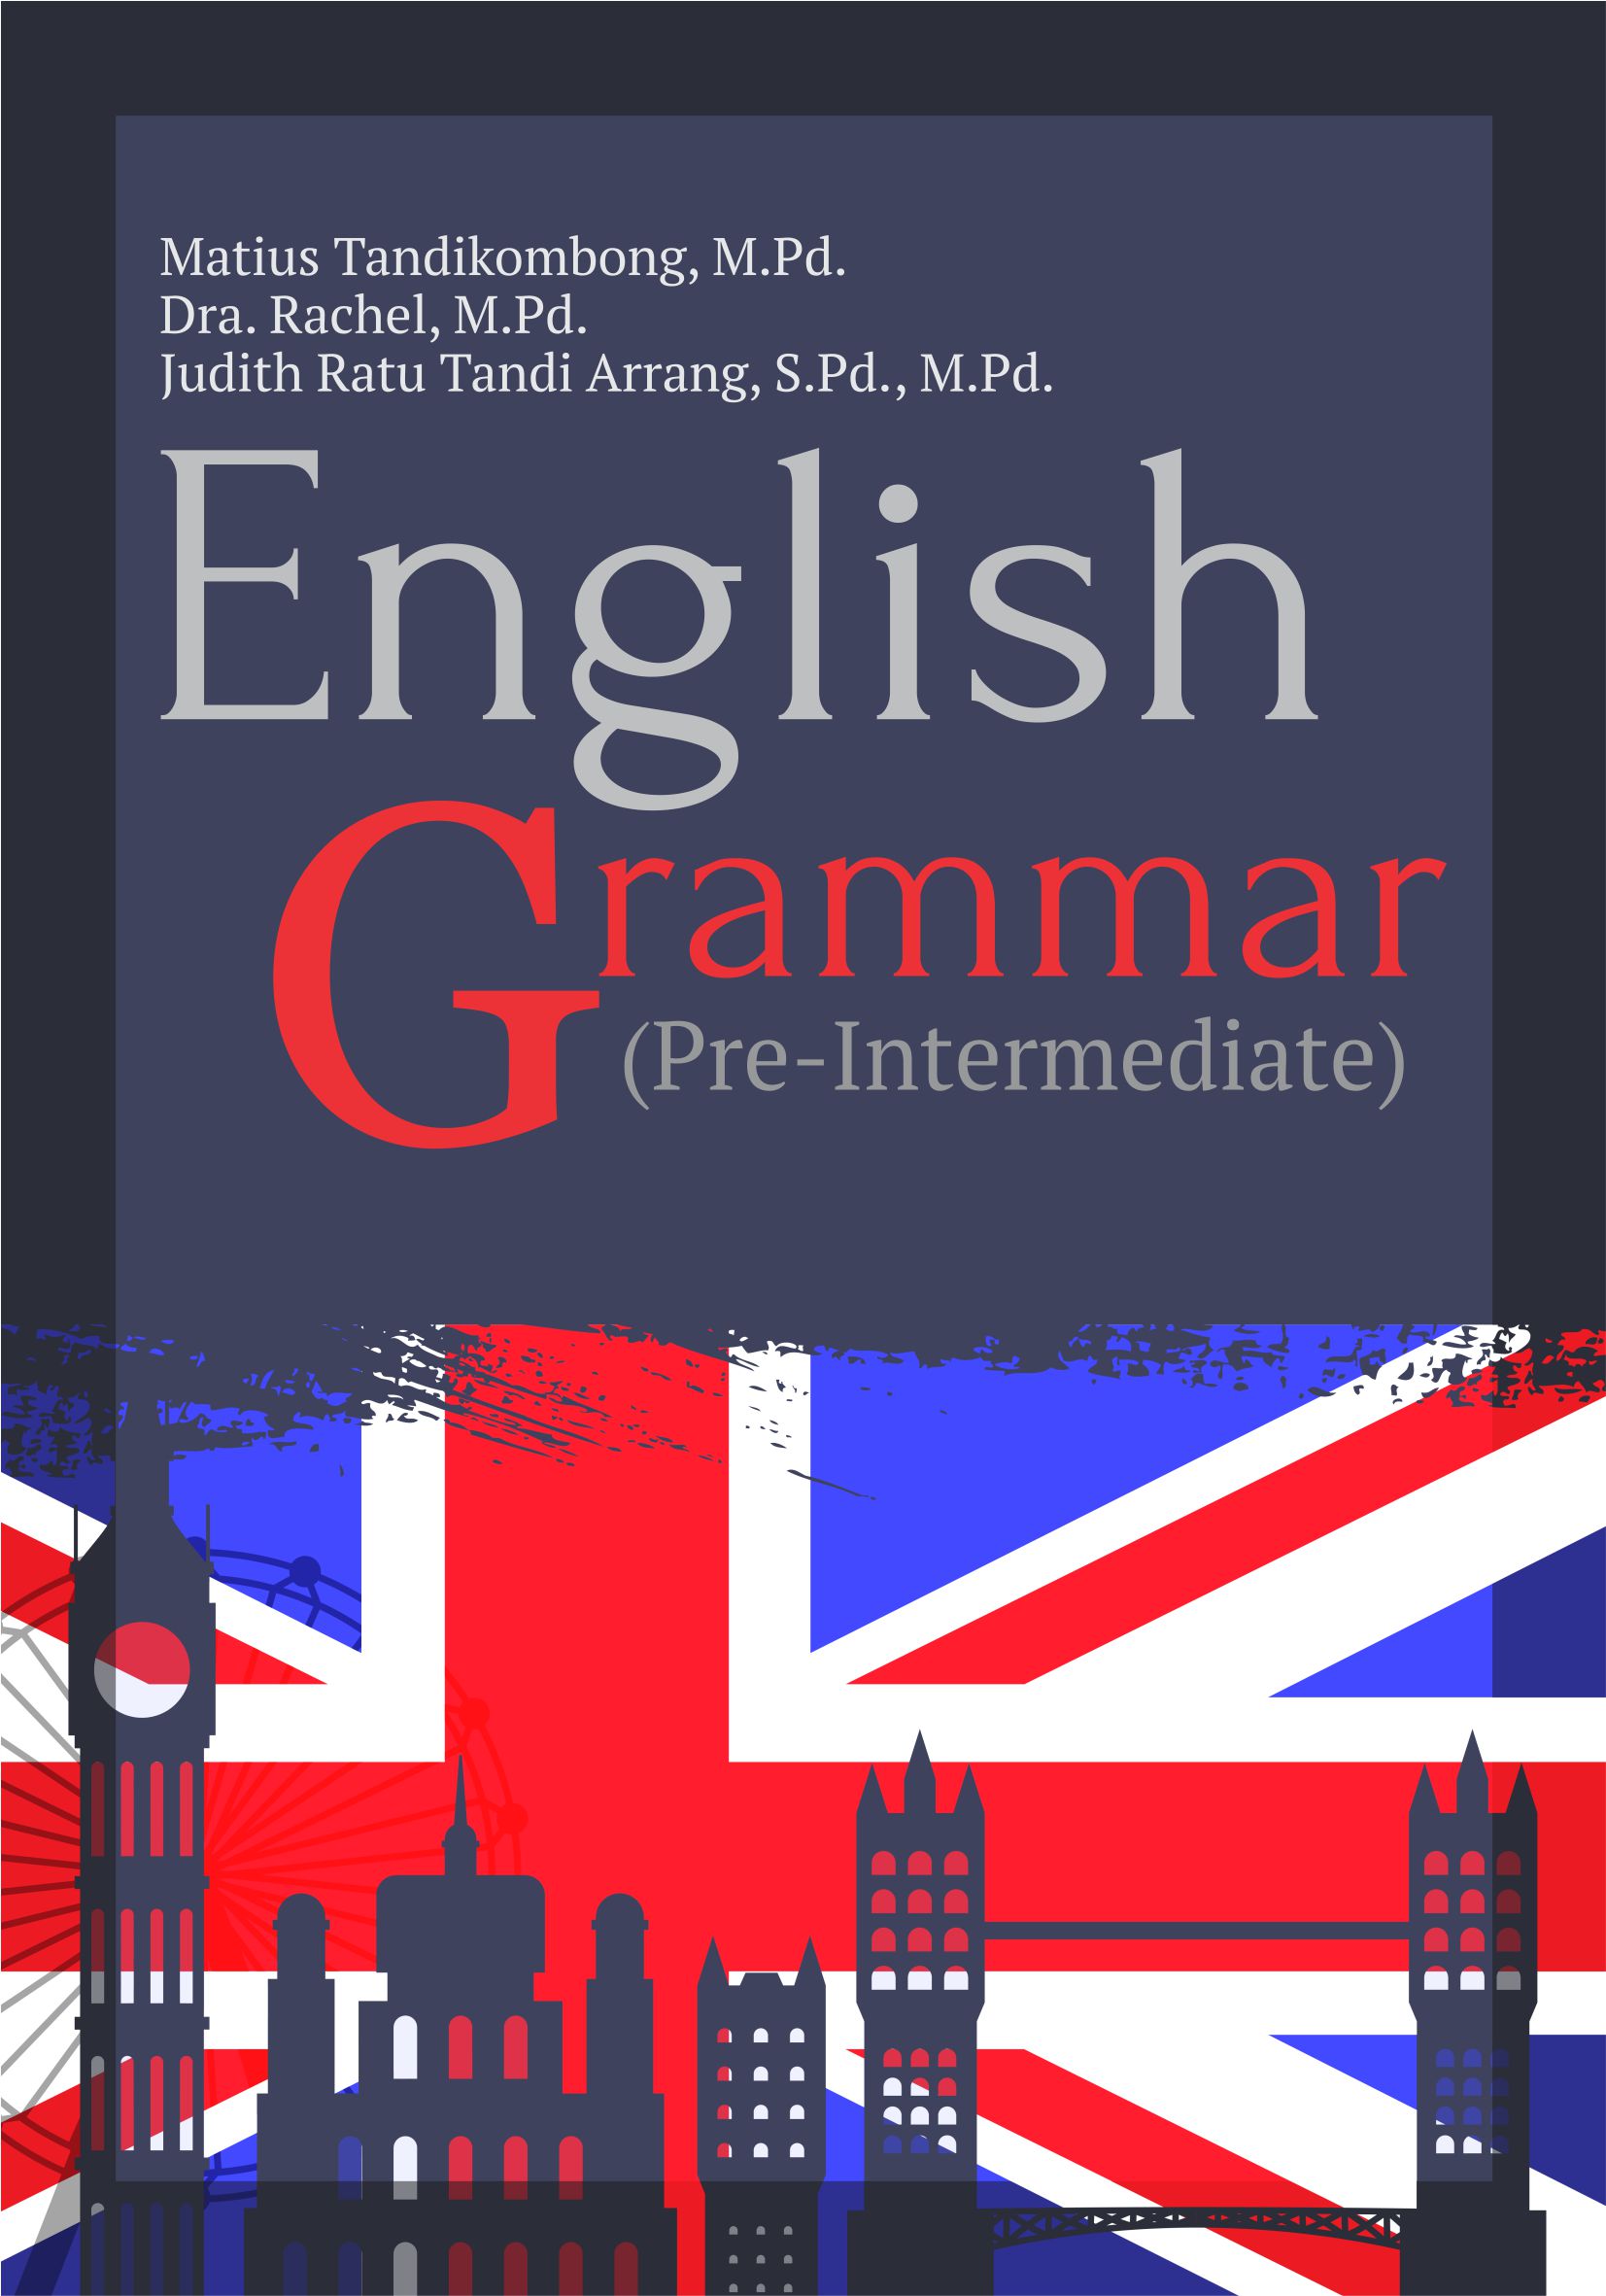 Matius Tandikombong, M.Pd.
Dra. Rachel, M.Pd.
Judith Ratu Tandi Arrang, S.Pd., M.Pd.
English
Grammar
(Pre-Intermediate)